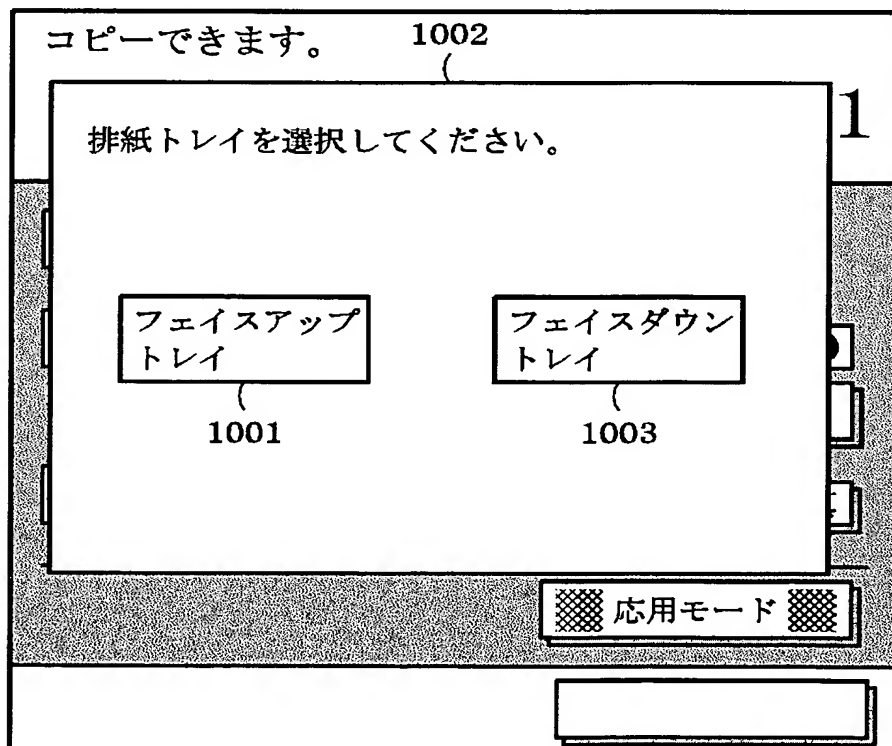 コピーできます。
1002
1
排紙トレイを選択してください。
フェイスアップ
トレイ
フェイスダウン
トレイ
1001
1003
応用モード